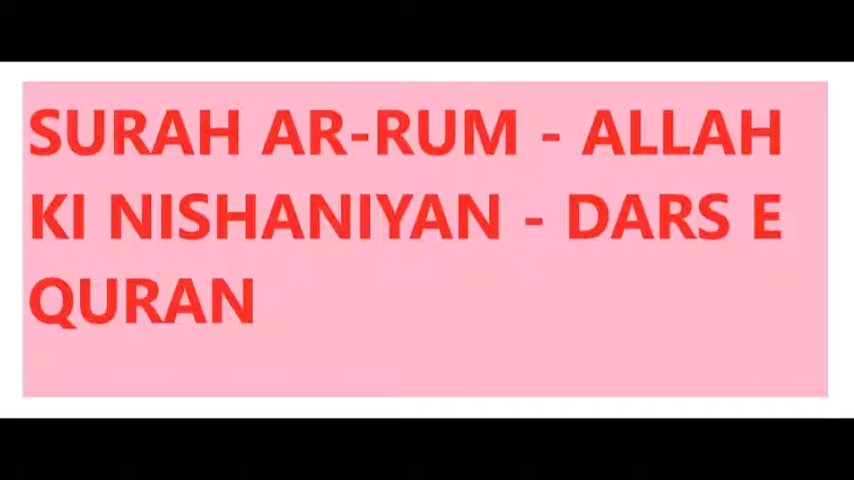 SURAH AR-RUM - ALLAH
KI NISHANIYAN - DARS E
QURAN